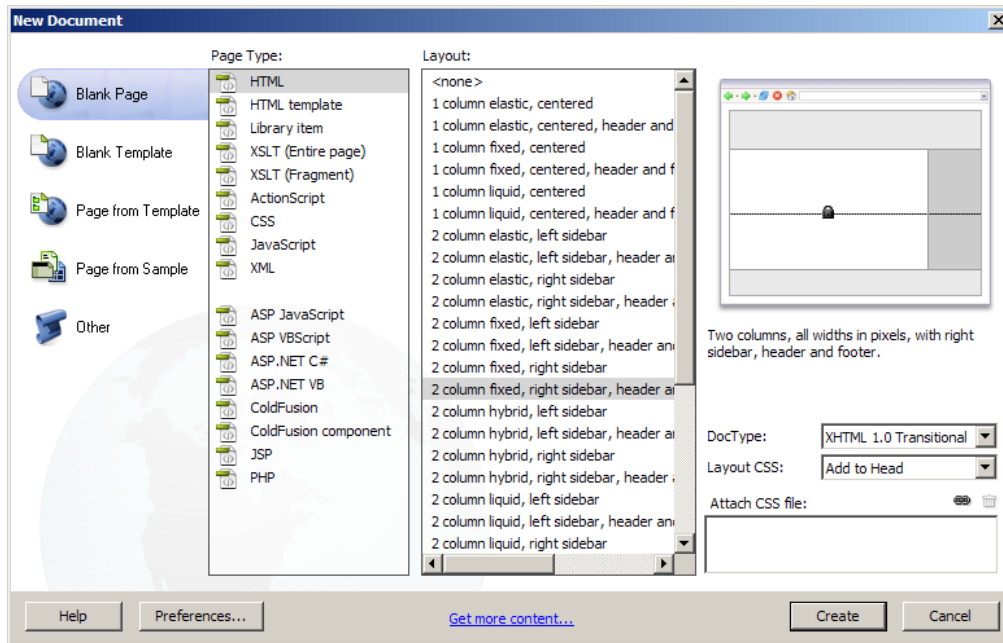 New Document
Blank Page
Blank Template
Page from Template
Page from Sample
Other
Page Type:
HTML
HTML template
Library item
XSLT (Entire page)
XSLT (Fragment)
ActionScript
CSS
JavaScript
XML
ASP JavaScript
ASP VBScript
ASP.NET C#
ASP.NET VB
ColdFusion
ColdFusion component
JSP
PHP
Layout:
<none>
1 column elastic, centered
1 column elastic, centered, header and
1 column fixed, centered
1 column fixed, centered, header and f
1 column liquid, centered
1 column liquid, centered, header and f
2 column elastic, left sidebar
2 column elastic, left sidebar, header a
2 column elastic, right sidebar
2 column elastic, right sidebar, header
2 column fixed, left sidebar
2 column fixed, left sidebar, header an
2 column fixed, right sidebar
2 column fixed, right sidebar, header a
2 column hybrid, left sidebar
2 column hybrid, left sidebar, header a
2 column hybrid, right sidebar
2 column hybrid, right sidebar, header
2 column liquid, left sidebar
2 column liquid, left sidebar, header an
2 column liquid, right sidebar
Two columns, all widths in pixels, with right
sidebar, header and footer.
DocType:
XHTML 1.0 Transitional
Layout CSS:
Add to Head
Attach CSS file:
Help
Preferences...
Get more content...
Create
Cancel